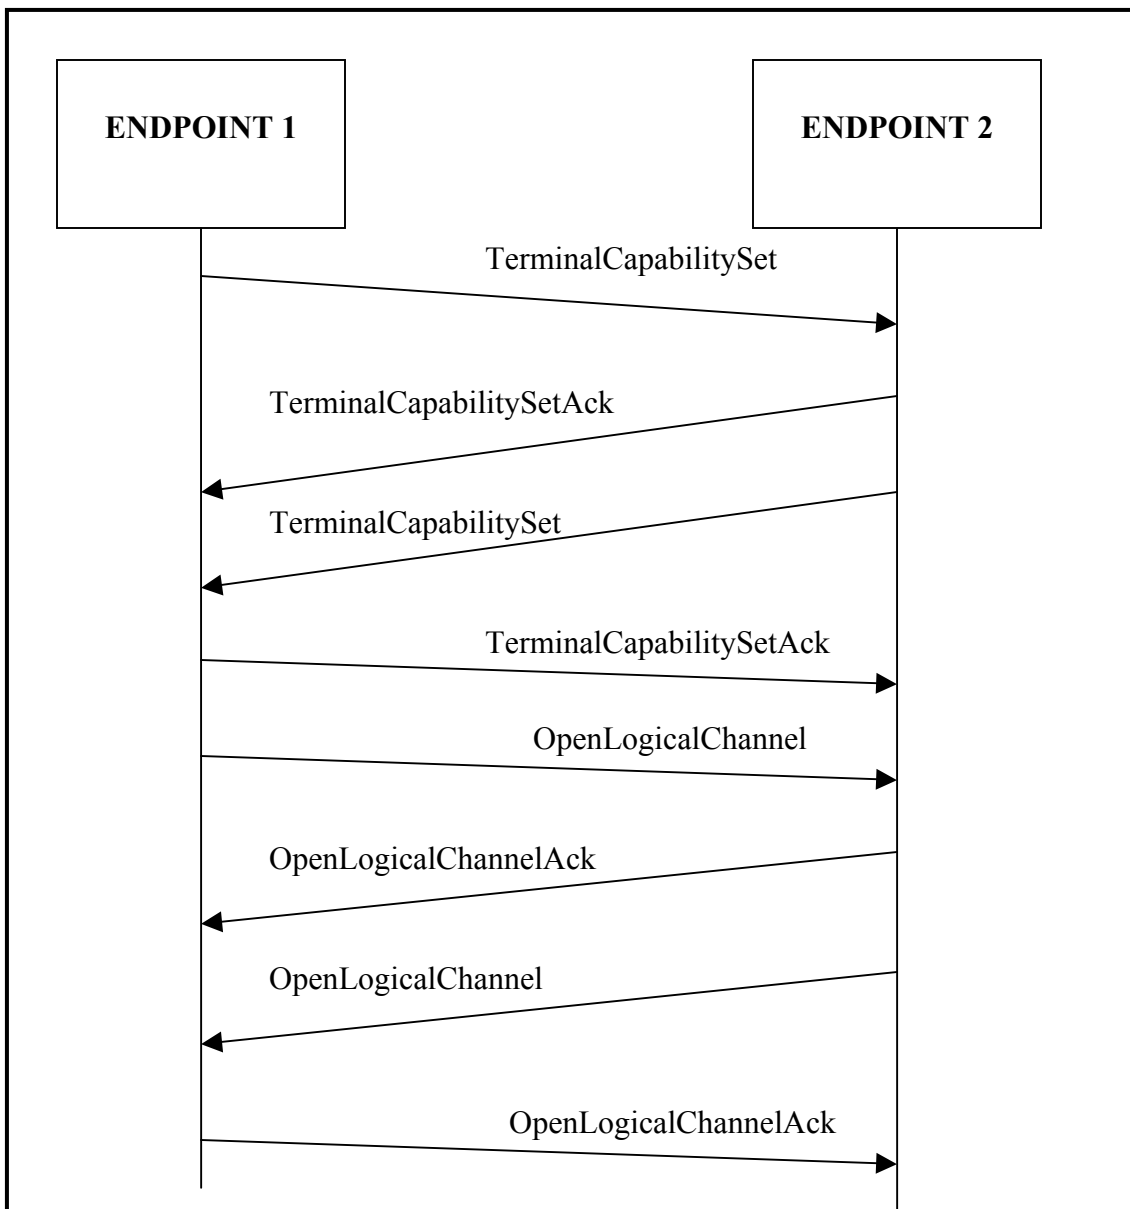 ENDPOINT 1
ENDPOINT 2
TerminalCapabilitySet
TerminalCapabilitySetAck
TerminalCapabilitySet
TerminalCapabilitySetAck
OpenLogicalChannel
OpenLogicalChannelAck
OpenLogicalChannel
OpenLogicalChannelAck